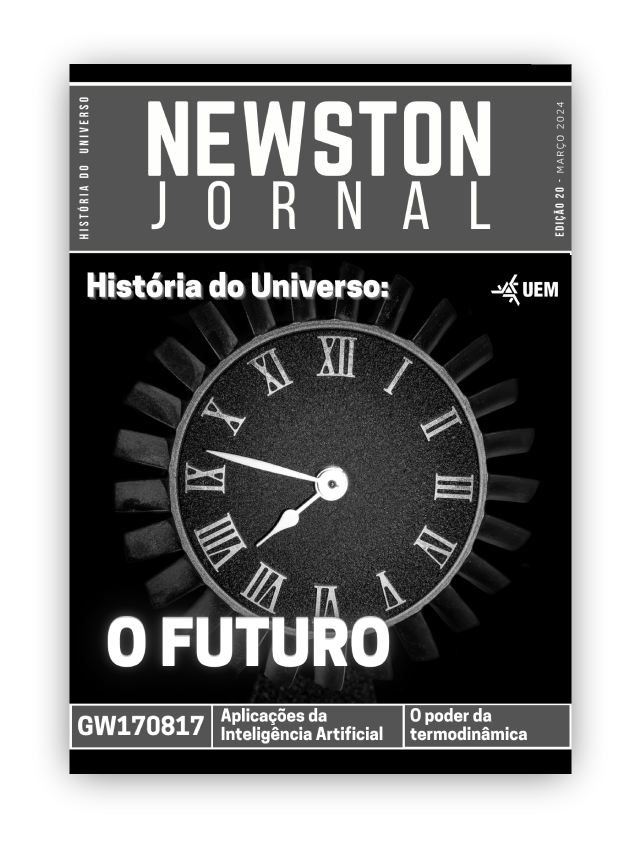 HISTÓRIA DO UNIVERSO
NEWSTON
JORNAL
EDIÇÃO 20 - MARÇO 2024
História do Universo:
UEM
XII
I
II
III
IV
V
VI
VII
VIII
IX
X
XI
O FUTURO
GW170817
Aplicações da
Inteligência Artificial
O poder da
termodinâmica